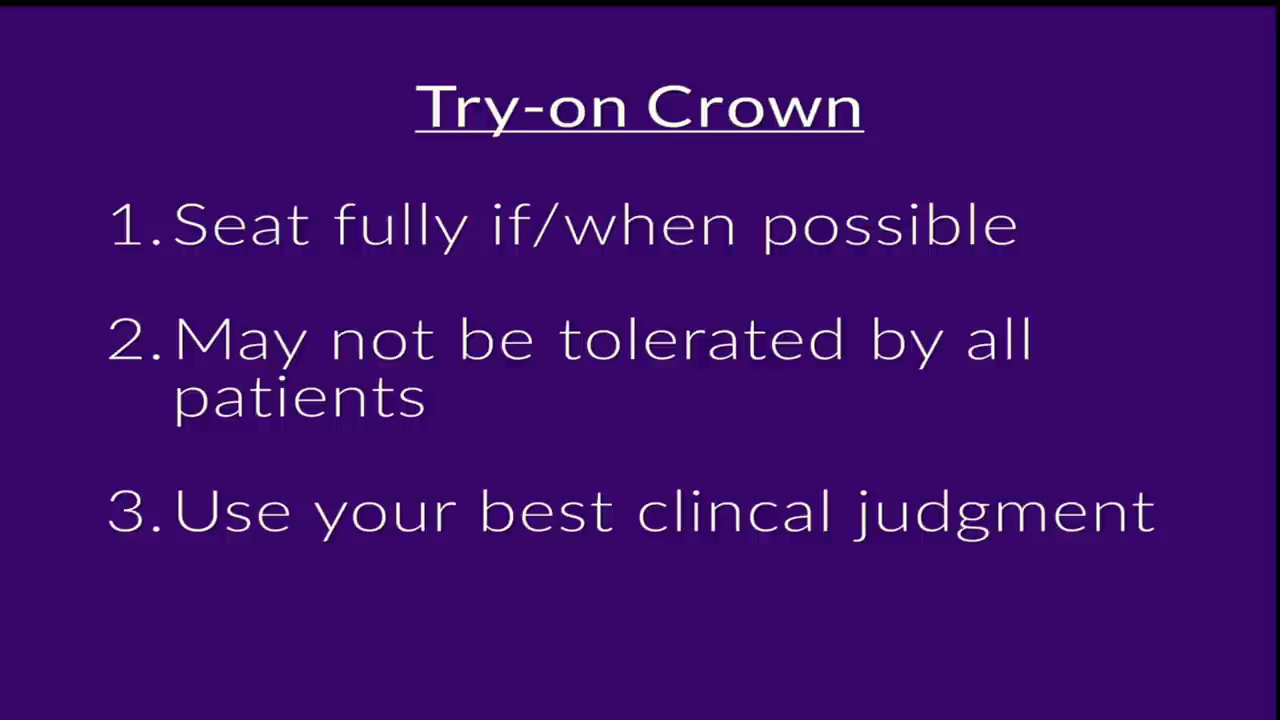 Try-on Crown
1. Seat fully if/when possible
2. May not be tolerated by all
patients
3. Use your best clincal judgment